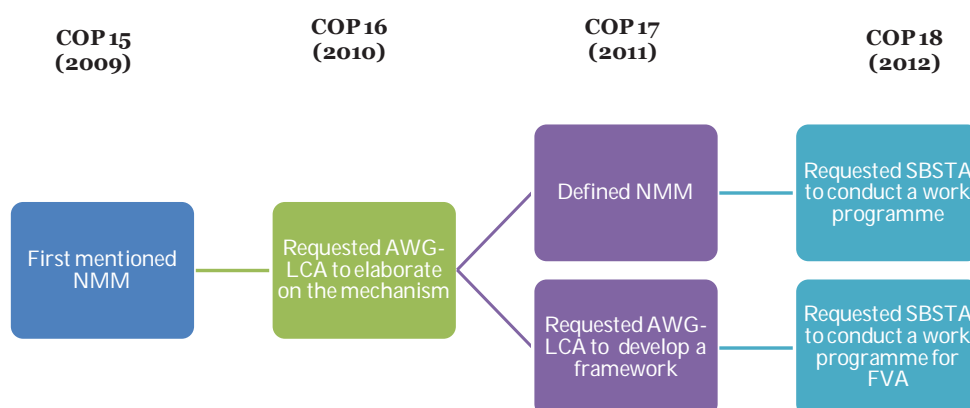 COP 15
(2009)
COP 16
(2010)
COP 17
(2011)
COP 18
(2012)
First mentioned
NMM
Requested AWG-
LCA to elaborate
on the mechanism
Defined NMM
Requested AWG-
LCA to develop a
framework
Requested SBSTA
to conduct a work
programme
Requested SBSTA
to conduct a work
programme for
FVA